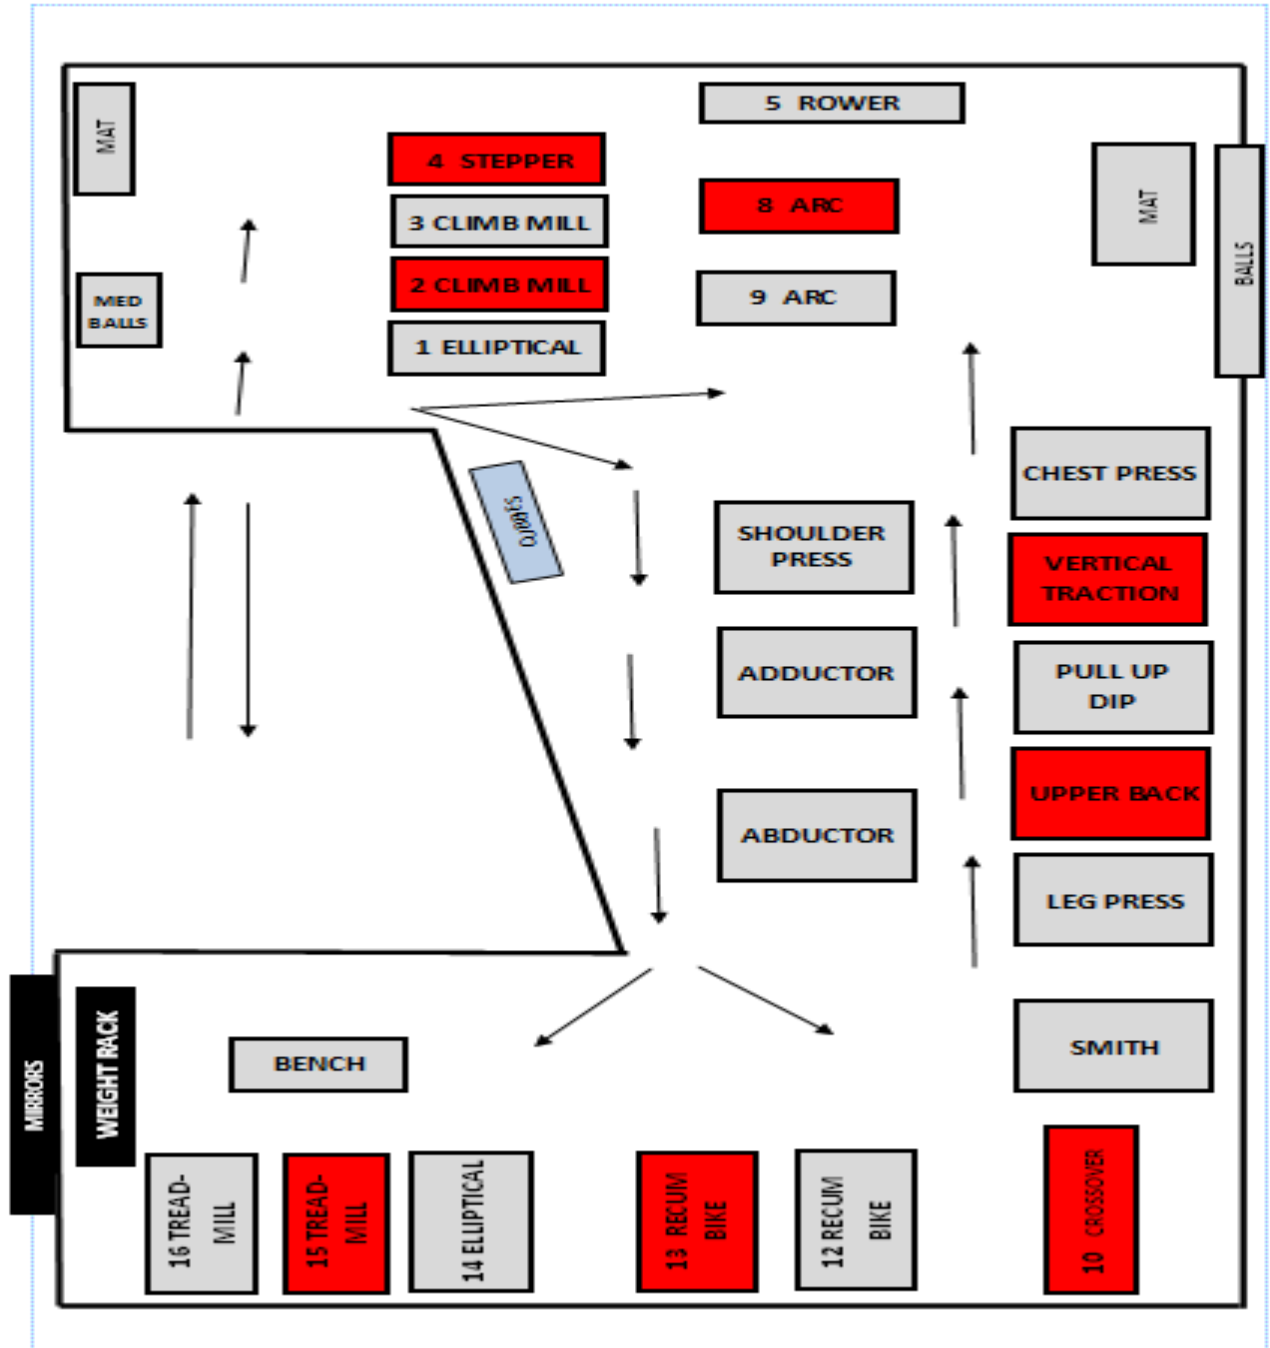 MAT
5 ROWER
4 STEPPER
3 CLIMB MILL
8 ARC
MAT
BALLS
2 CLIMB MILL
9 ARC
MED
BALLS
1 ELLIPTICAL
CHEST PRESS
CUBBIES
SHOULDER
PRESS
VERTICAL
TRACTION
ADDUCTOR
PULL UP
DIP
UPPER BACK
ABDUCTOR
LEG PRESS
SMITH
MIRRORS
WEIGHT RACK
BENCH
16 TREAD-
MILL
15 TREAD-
MILL
14 ELLIPTICAL
13 RECUM
BIKE
12 RECUM
BIKE
10 CROSSOVER